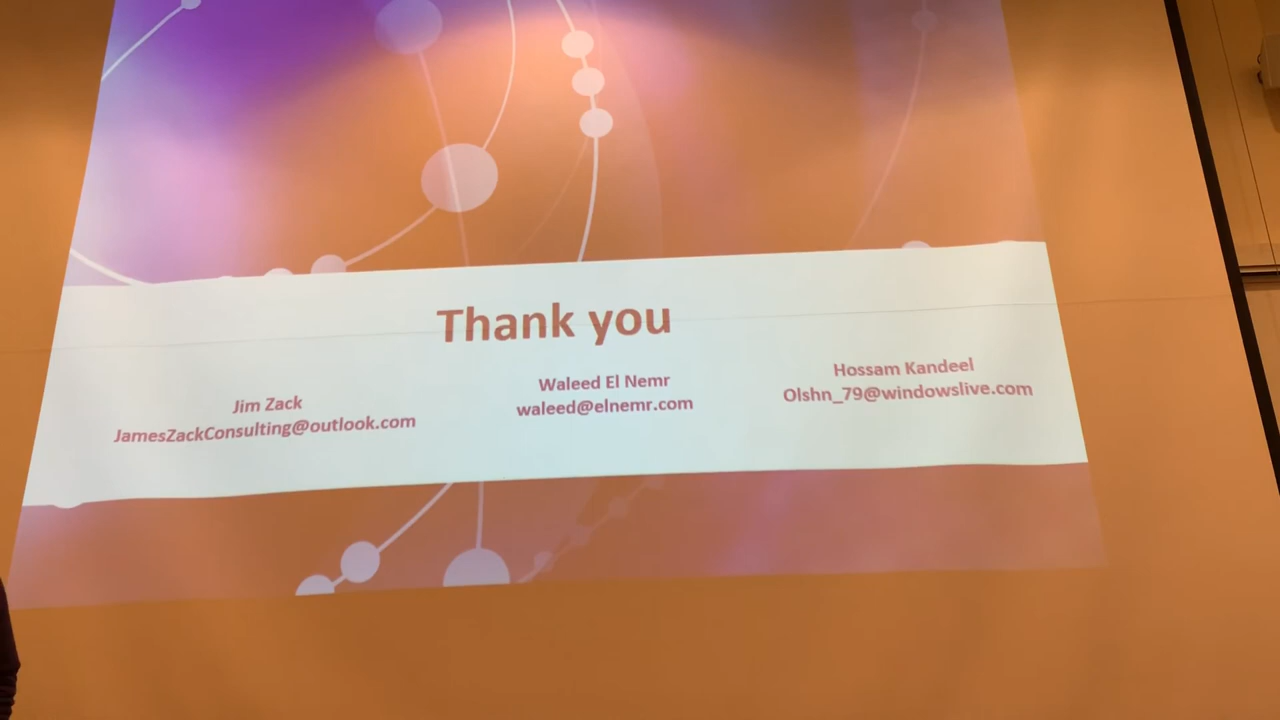 Thank you
Jim Zack
JamesZackConsulting@outlook.com
Waleed El Nemr
waleed@elnemr.com
Hossam Kandeel
Olshn_79@windowslive.com